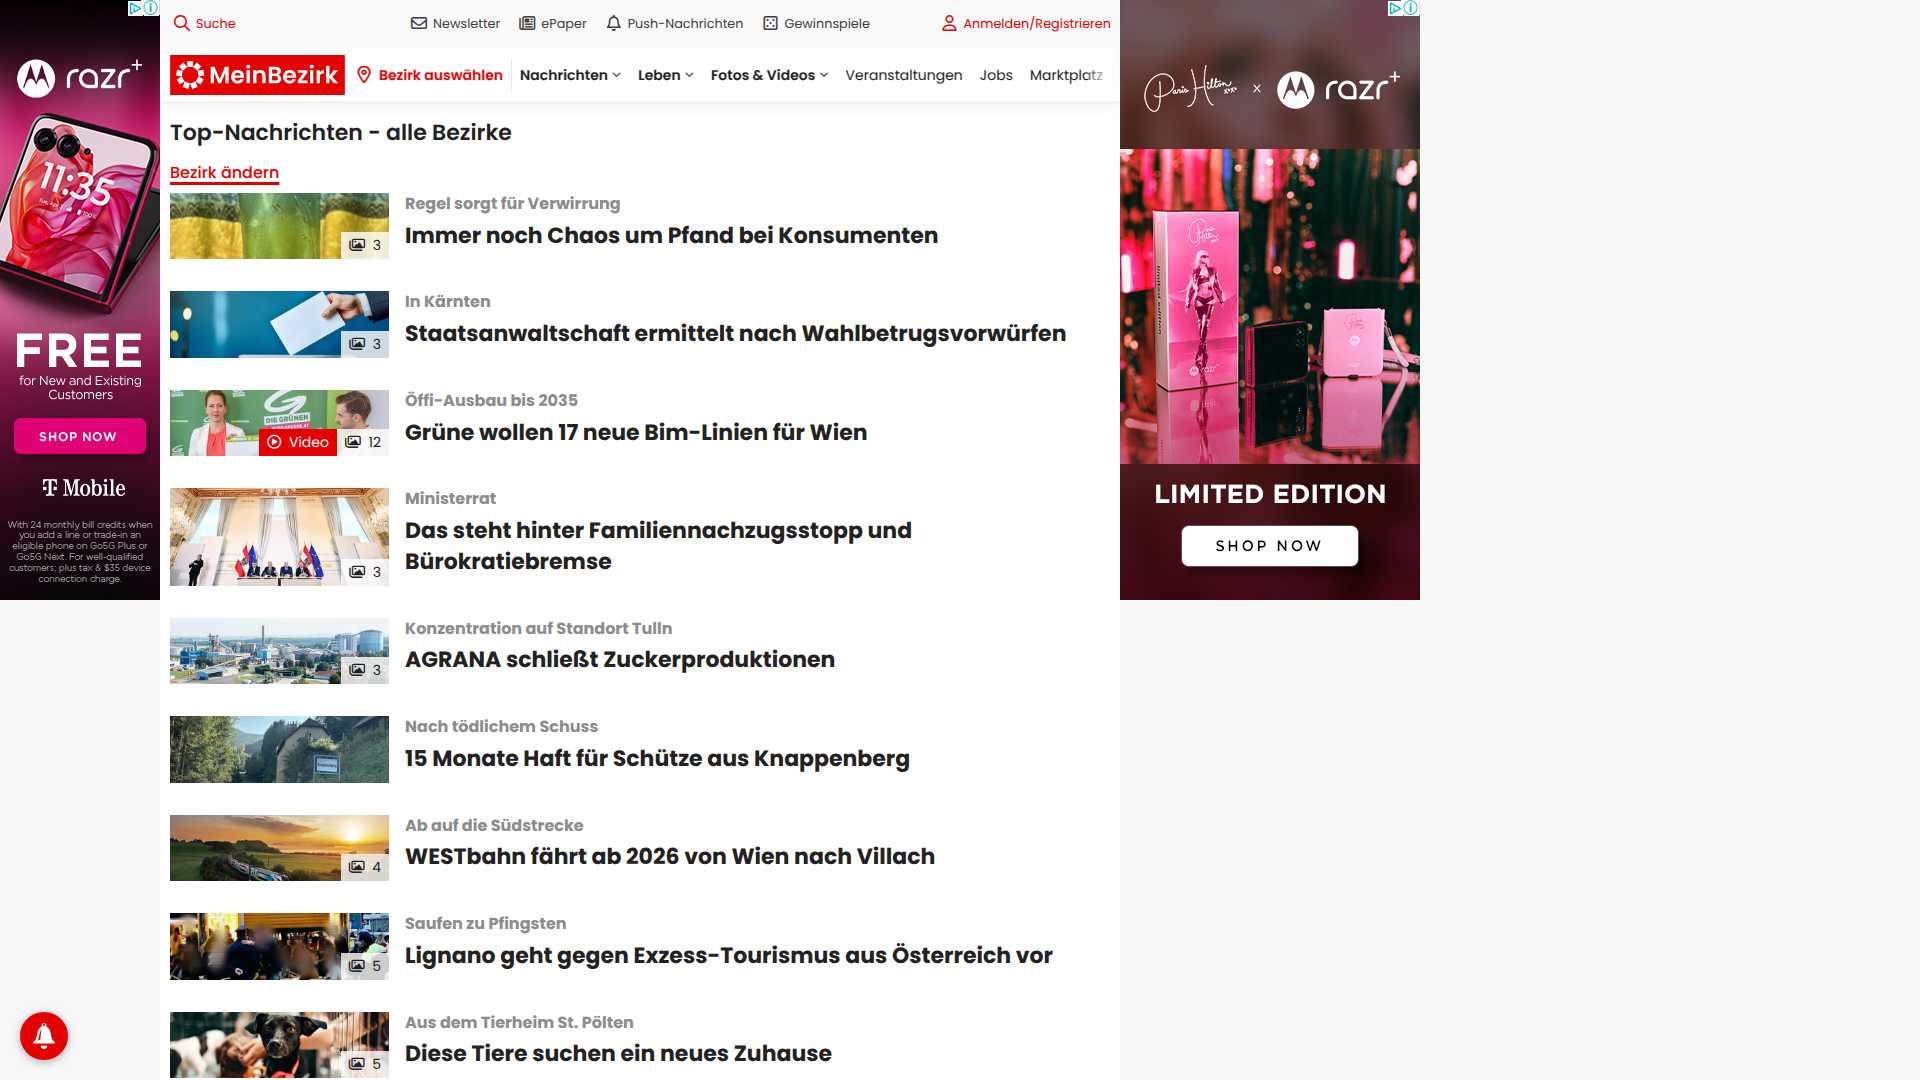 Suche
Newsletter
ePaper
Push-Nachrichten
Gewinnspiele
Anmelden/Registrieren
MeinBezirk
Bezirk auswählen
Nachrichten
Leben
Fotos & Videos
Veranstaltungen
Jobs
Marktplatz
Top-Nachrichten - alle Bezirke
Bezirk ändern
Regel sorgt für Verwirrung
Immer noch Chaos um Pfand bei Konsumenten
3
In Kärnten
Staatsanwaltschaft ermittelt nach Wahlbetrugsvorwürfen
3
Öffi-Ausbau bis 2035
Grüne wollen 17 neue Bim-Linien für Wien
DIE GRÜNEN
Video
12
Ministerrat
Das steht hinter Familiennachzugsstopp und
Bürokratiebremse
3
Konzentration auf Standort Tulln
AGRANA schließt Zuckerproduktionen
3
Nach tödlichem Schuss
15 Monate Haft für Schütze aus Knappenberg
Ab auf die Südstrecke
WESTbahn fährt ab 2026 von Wien nach Villach
4
Saufen zu Pfingsten
Lignano geht gegen Exzess-Tourismus aus Österreich vor
5
Aus dem Tierheim St. Pölten
Diese Tiere suchen ein neues Zuhause
5
razr+
11:35
FREE
for New and Existing
Customers
SHOP NOW
T Mobile
With 24 monthly bill credits when
you add a line or trade-in an
eligible phone on Go5G Plus or
Go5G Next. For well-qualified
customers; plus tax & $35 device
connection charge.
Paris Hilton
x
razr+
limited edition
razr
LIMITED EDITION
SHOP NOW